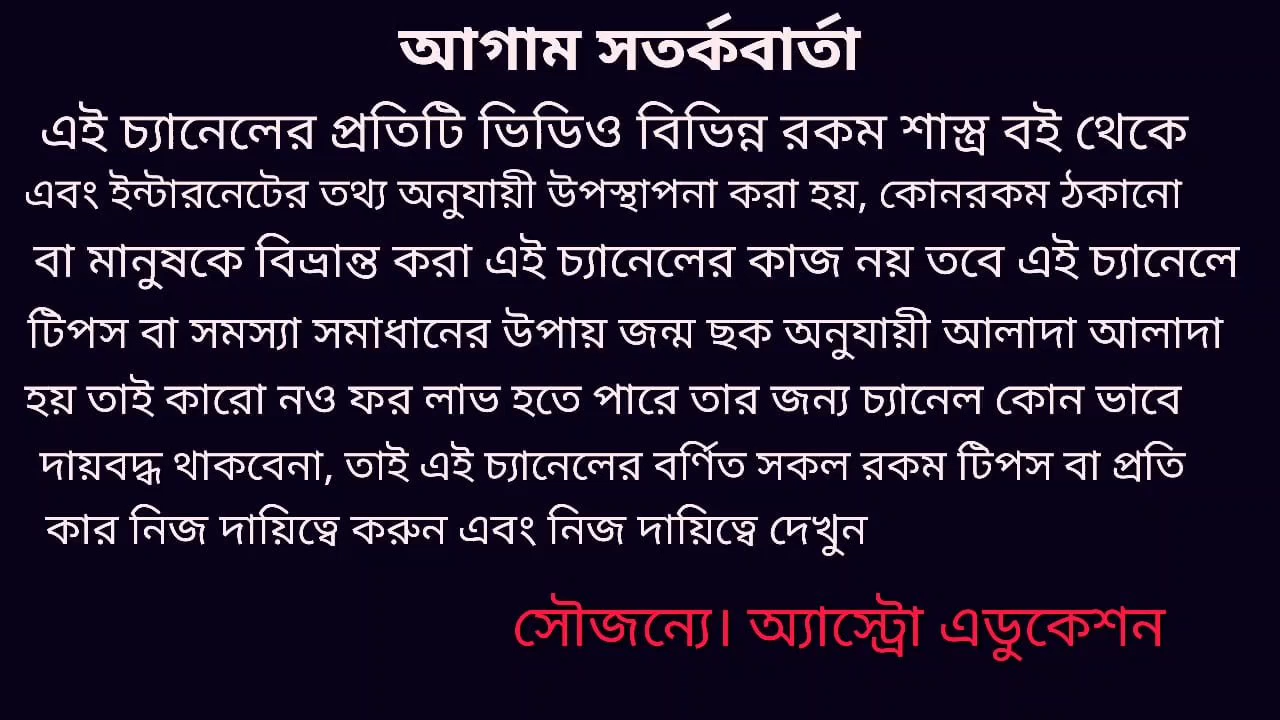 আগাম সতর্কবার্তা
এই চ্যানেলের প্রতিটি ভিডিও বিভিন্ন রকম শাস্ত্র বই থেকে
এবং ইন্টারনেটের তথ্য অনুযায়ী উপস্থাপনা করা হয়, কোনরকম ঠকানো
বা মানুষকে বিভ্রান্ত করা এই চ্যানেলের কাজ নয় তবে এই চ্যানেলে
টিপস বা সমস্যা সমাধানের উপায় জন্ম ছক অনুযায়ী আলাদা আলাদা
হয় তাই কারো নও ফর লাভ হতে পারে তার জন্য চ্যানেল কোন ভাবে
দায়বদ্ধ থাকবেনা, তাই এই চ্যানেলের বর্ণিত সকল রকম টিপস বা প্রতি
কার নিজ দায়িত্বে করুন এবং নিজ দায়িত্বে দেখুন
সৌজন্যে। অ্যাস্ট্রো এডুকেশন